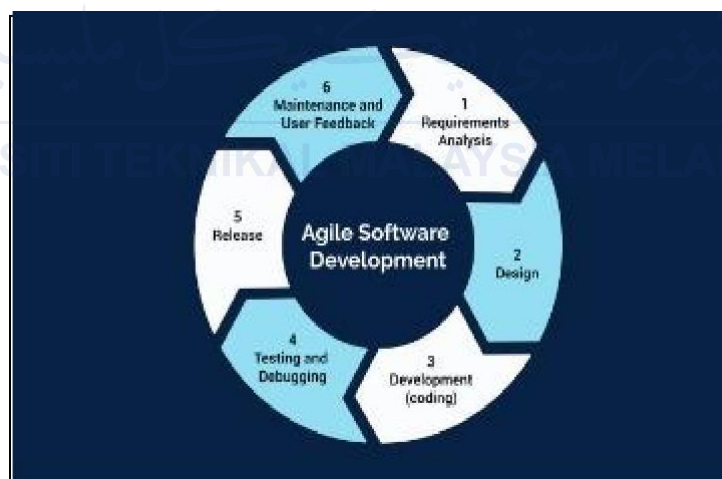 6
Maintenance and
User Feedback
1
Requirements
Analysis
5
Release
Agile Software
Development
2
Design
4
Testing and
Debugging
3
Development
(coding)